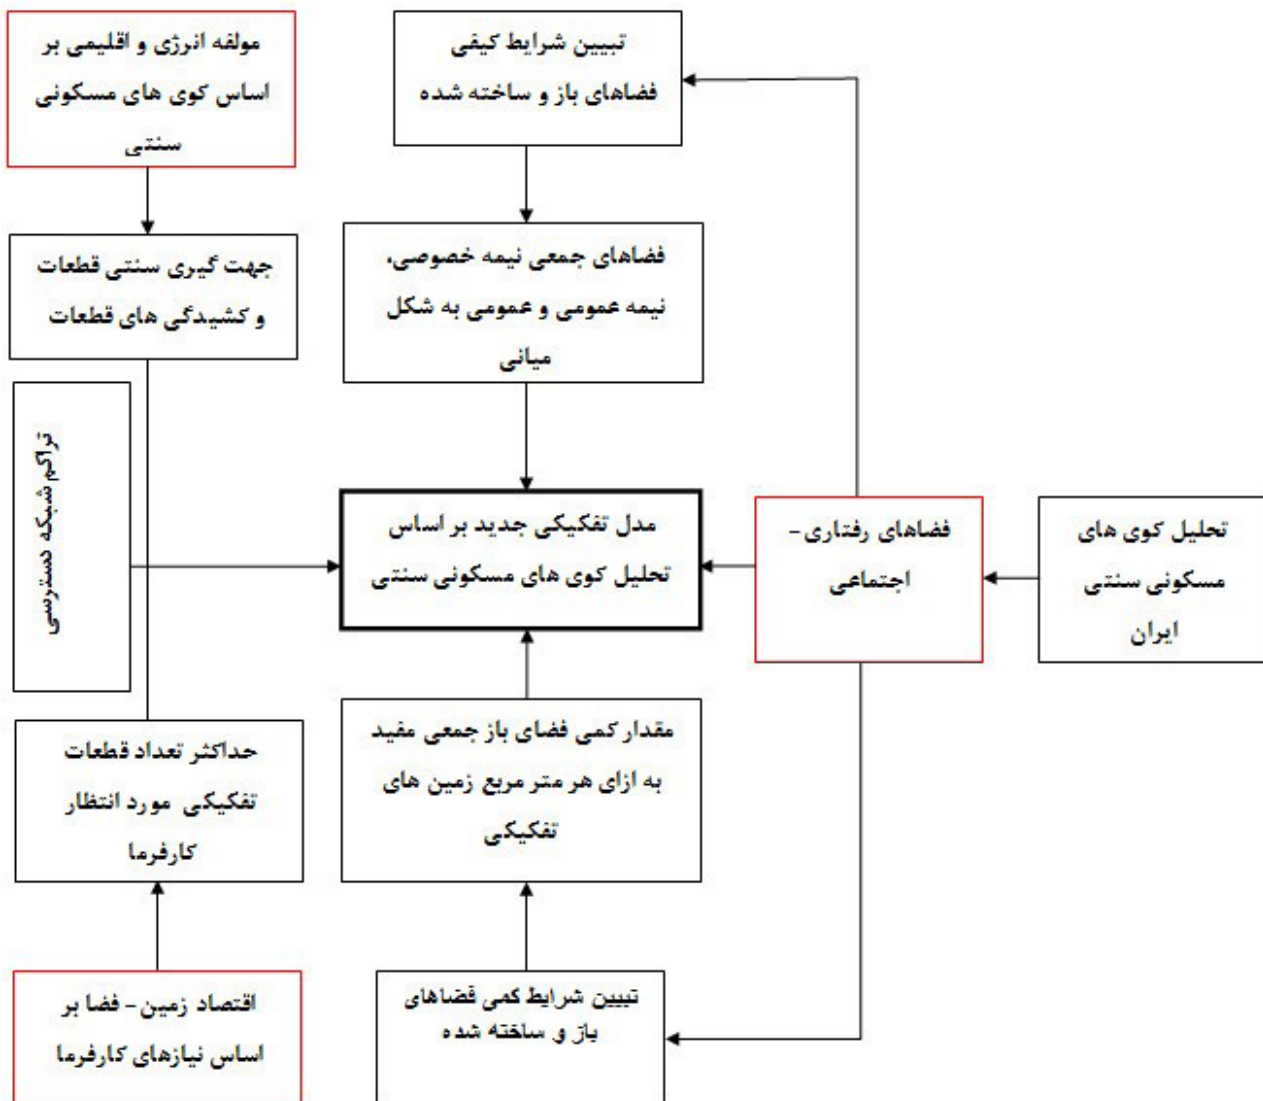 تحلیل کوی های
مسکونی سنتی
ایران
فضاهای رفتاری-
اجتماعی
تبیین شرایط کیفی
فضاهای باز و ساخته شده
فضاهای جمعی نیمه خصوصی،
نیمه عمومی و عمومی به شکل
میانی
مدل تفکیکی جدید بر اساس
تحلیل کوی های مسکونی سنتی
مقدار کمی فضای باز جمعی مفید
به ازای هر متر مربع زمین های
تفکیکی
تبیین شرایط کمی فضاهای
باز و ساخته شده
مولفه انرژی و اقلیمی بر
اساس کوی های مسکونی
سنتی
جهت گیری سنتی قطعات
و کشیدگی های قطعات
تراکم شبکه دسترسی
حداکثر تعداد قطعات
تفکیکی مورد انتظار
کارفرما
اقتصاد زمین - فضا بر
اساس نیازهای کارفرما